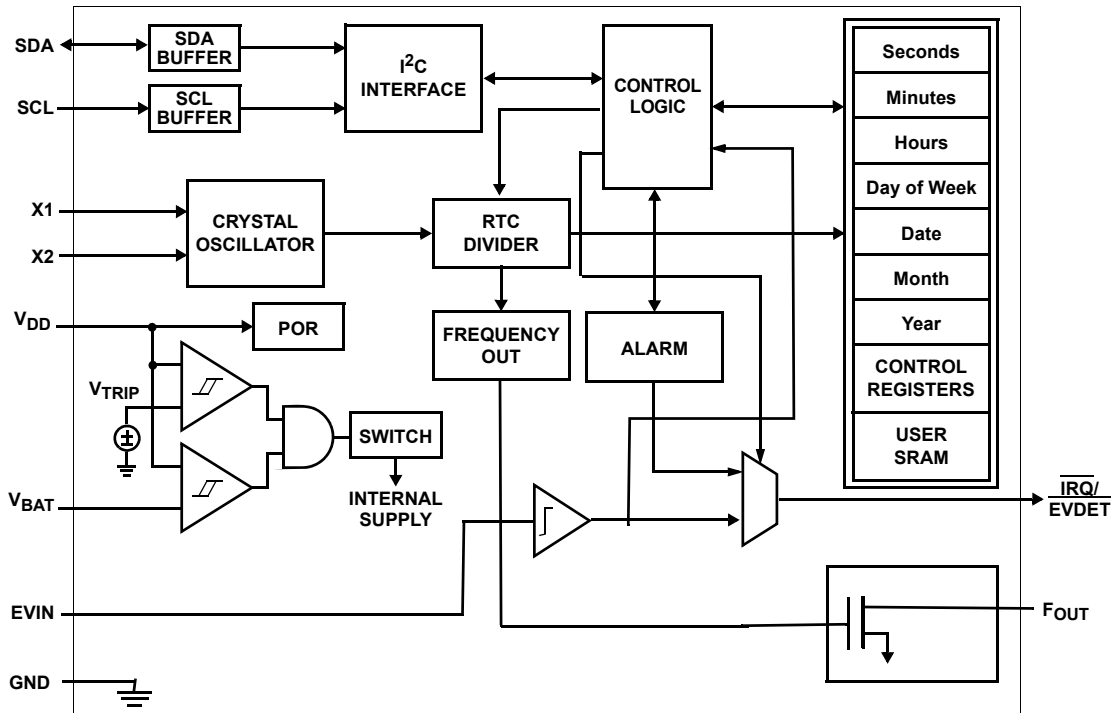 SDA
SDA
BUFFER
SCL
SCL
BUFFER
I²C
INTERFACE
CONTROL
LOGIC
Seconds
Minutes
Hours
Day of Week
Date
Month
Year
CONTROL
REGISTERS
USER
SRAM
X1
X2
CRYSTAL
OSCILLATOR
RTC
DIVIDER
VDD
POR
FREQUENCY
OUT
ALARM
VTRIP
SWITCH
VBAT
INTERNAL
SUPPLY
IRQ/
EVDET
EVIN
FOUT
GND